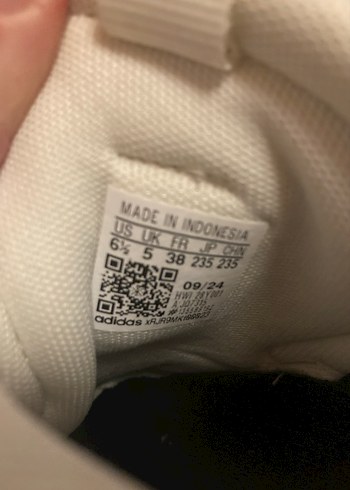 MADE IN INDONESIA
US UK FR JP CHN
6½ 5 38 235 235
09/24
adidas